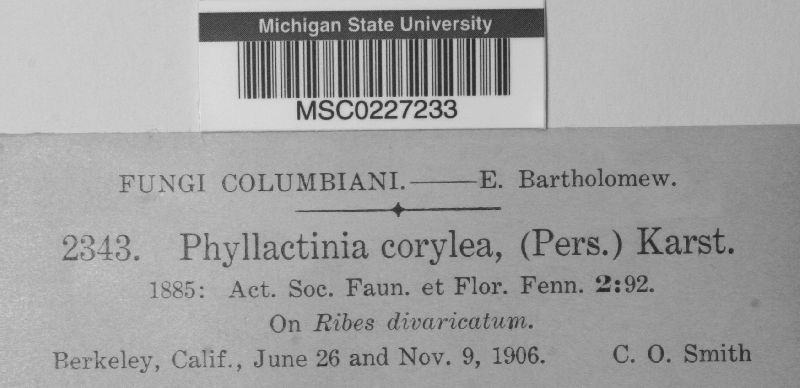 Michigan State University
MSC0227233
FUNGI COLUMBIANI.——E. Bartholomew.
2343. Phyllactinia corylea, (Pers.) Karst.
1885: Act. Soc. Faun. et Flor. Fenn. 2:92.
On Ribes divaricatum.
Berkeley, Calif., June 26 and Nov. 9, 1906. C. O. Smith